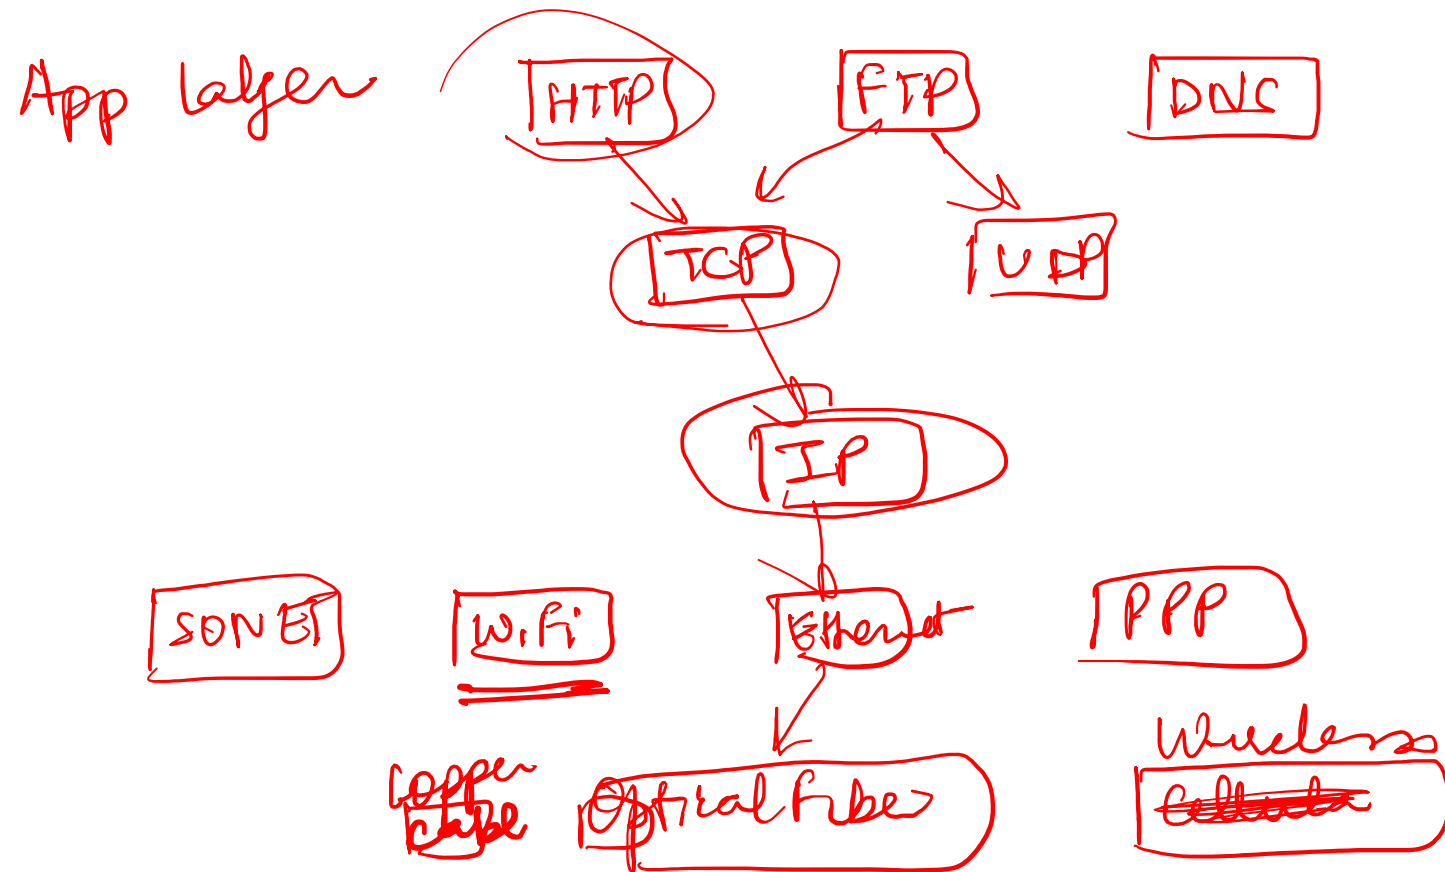 App layer HTTP FTP DNS
TCP UDP
IP
SONET WiFi Ethernet PPP
Wireless
Copper
Cable Optical Fiber